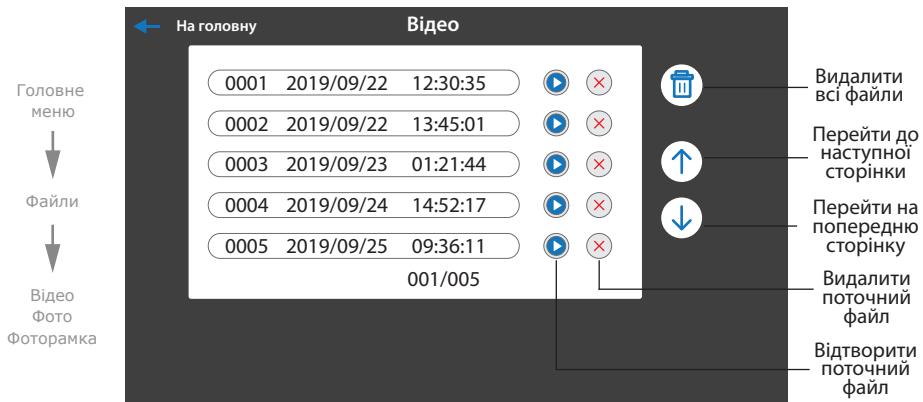 На головну
Відео
0001 2019/09/22 12:30:35
0002 2019/09/22 13:45:01
0003 2019/09/23 01:21:44
0004 2019/09/24 14:52:17
0005 2019/09/25 09:36:11
001/005
Головне
меню
Файли
Відео
Фото
Фоторамка
Видалити
всі файли
Перейти до
наступної
сторінки
Перейти на
попередню
сторінку
Видалити
поточний
файл
Відтворити
поточний
файл